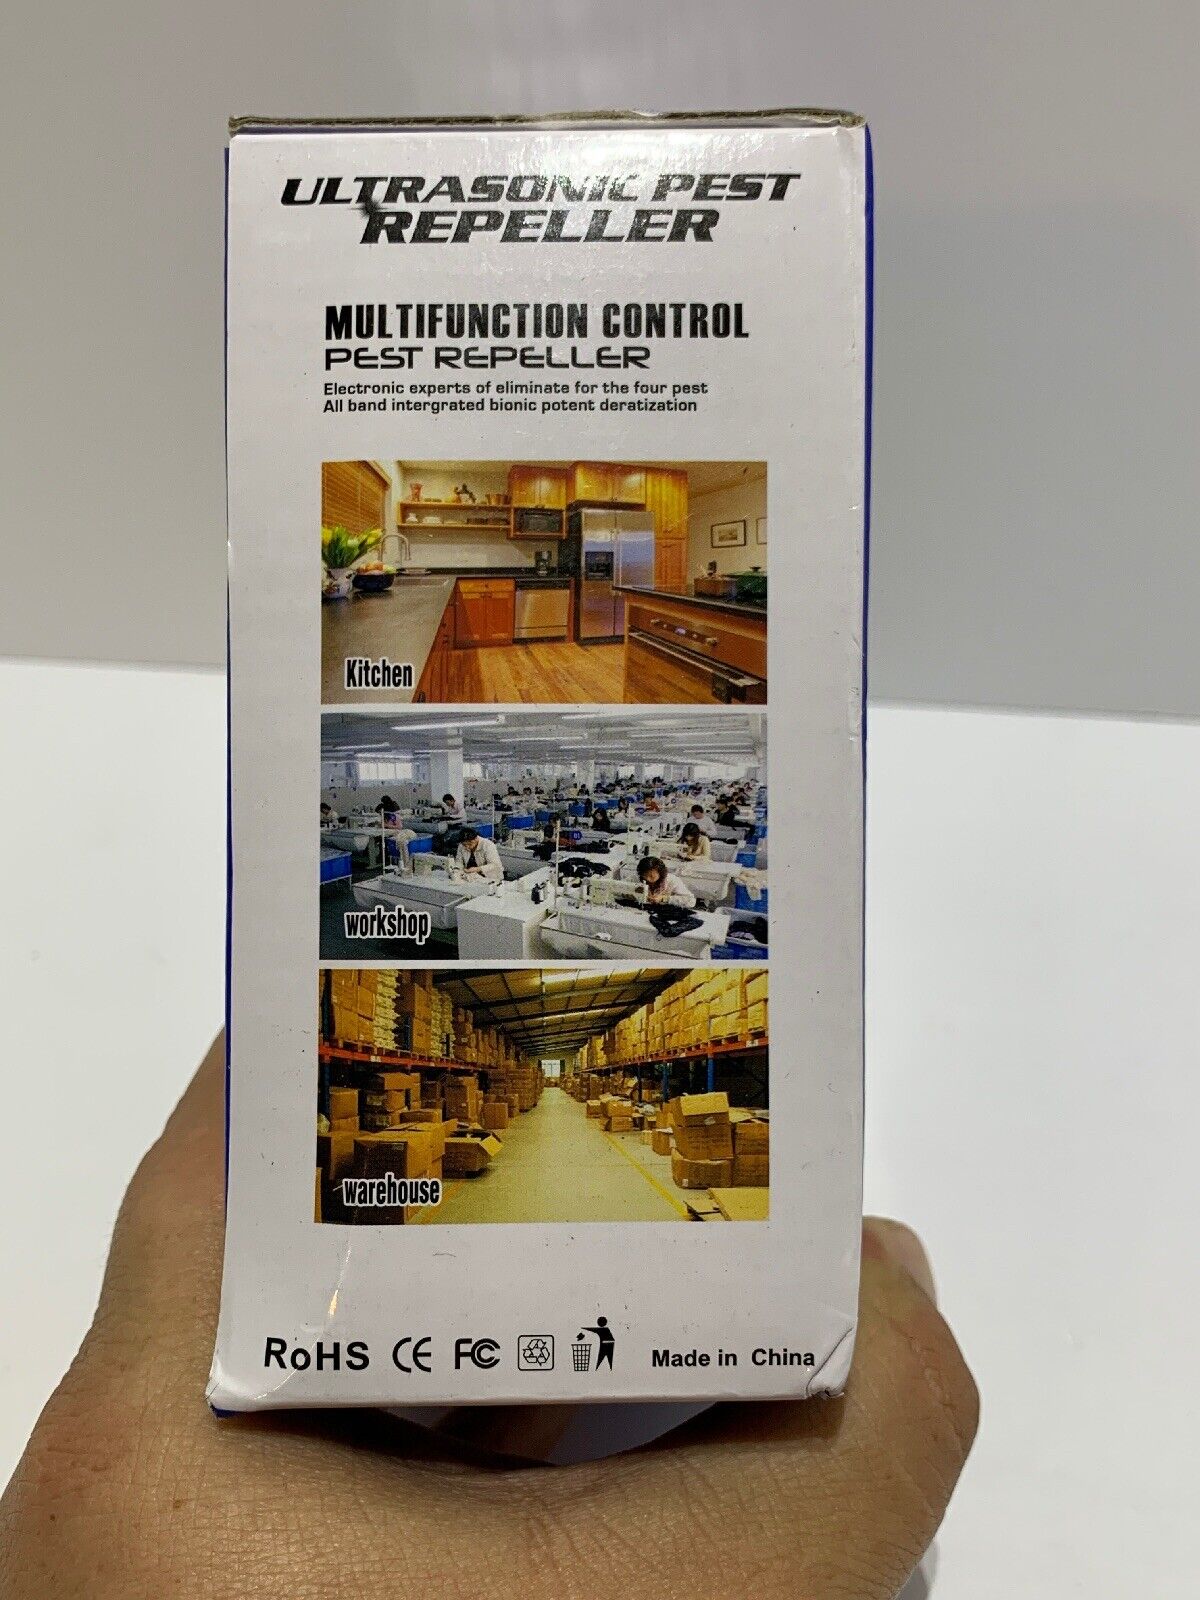 ULTRASONIC PEST
REPELLER
MULTIFUNCTION CONTROL
PEST REPELLER
Electronic experts of eliminate for the four pest
All band intergrated bionic potent deratization
Kitchen
workshop
warehouse
RoHS CE FC Made in China